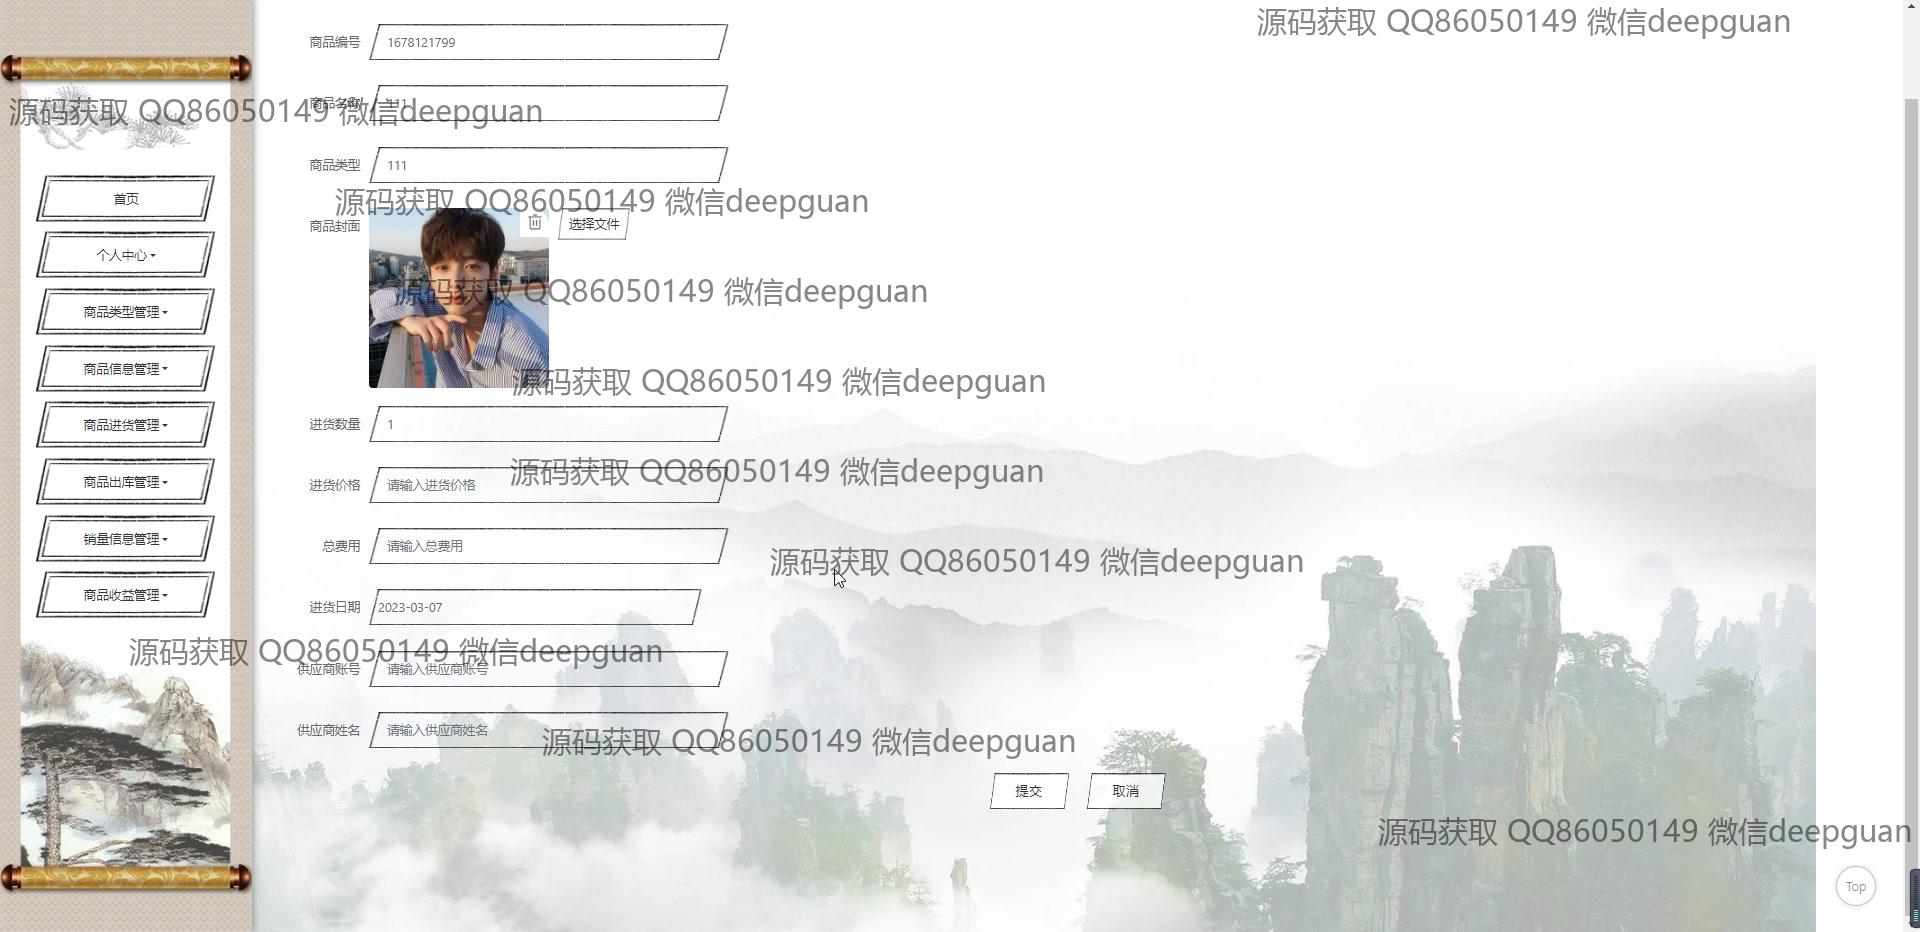 源码获取 QQ86050149 微信deepguan
商品编号 1678121799
源码获取 QQ86050149 微信deepguan
商品名称 111
首页
商品类型 111
源码获取 QQ86050149 微信deepguan
商品封面 选择文件
个人中心
源码获取 QQ86050149 微信deepguan
商品类型管理
商品信息管理
源码获取 QQ86050149 微信deepguan
商品进货管理
进货数量 1
源码获取 QQ86050149 微信deepguan
商品出库管理
进货价格 请输入进货价格
销量信息管理
总费用 请输入总费用
源码获取 QQ86050149 微信deepguan
商品收益管理
进货日期 2023-03-07
源码获取 QQ86050149 微信deepguan
供应商账号 请输入供应商账号
供应商姓名 请输入供应商姓名
源码获取 QQ86050149 微信deepguan
提交 取消
源码获取 QQ86050149 微信deepguan
Top